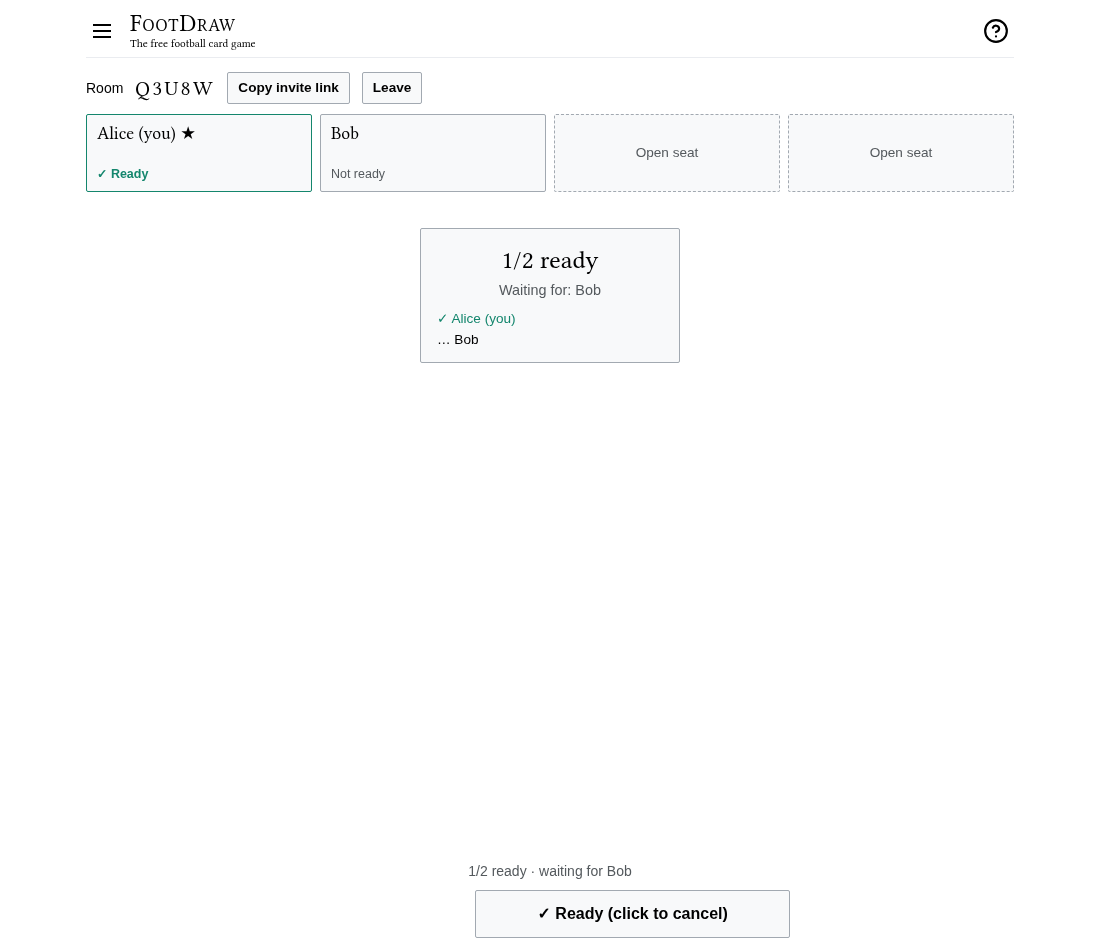 FootDraw
The free football card game
Room Q3U8W Copy invite link Leave
Alice (you) ★
✓ Ready
Bob
Not ready
Open seat
Open seat
1/2 ready
Waiting for: Bob
✓ Alice (you)
… Bob
1/2 ready · waiting for Bob
✓ Ready (click to cancel)